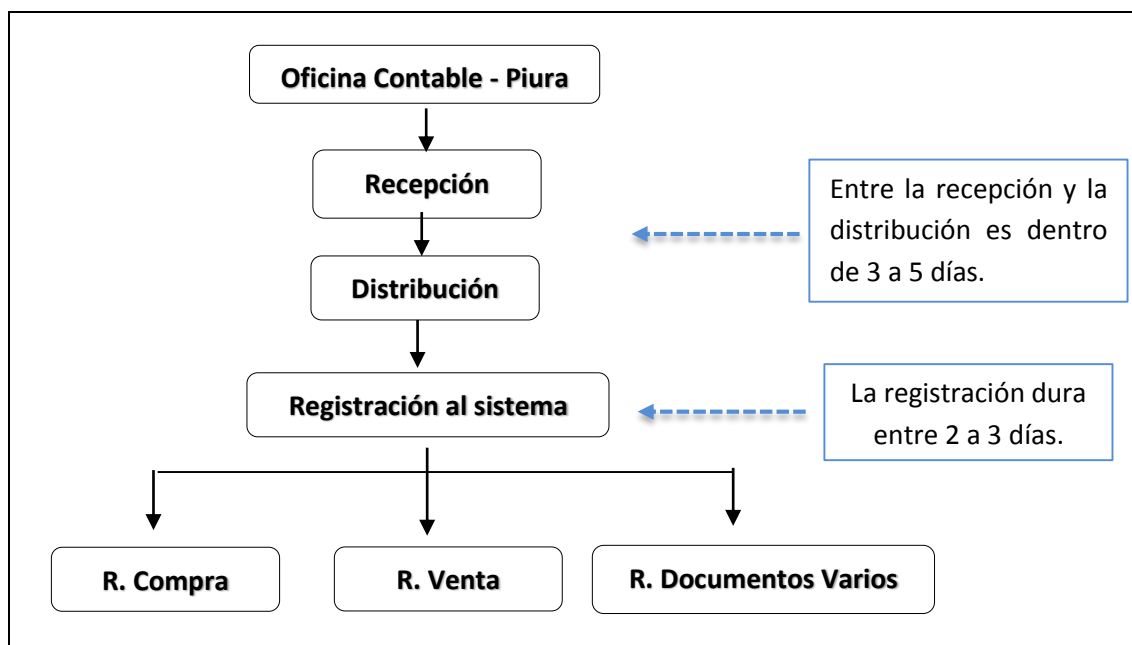 Oficina Contable - Piura
Recepción
Entre la recepción y la
distribución es dentro
de 3 a 5 días.
Distribución
Registración al sistema
La registración dura
entre 2 a 3 días.
R. Compra
R. Venta
R. Documentos Varios